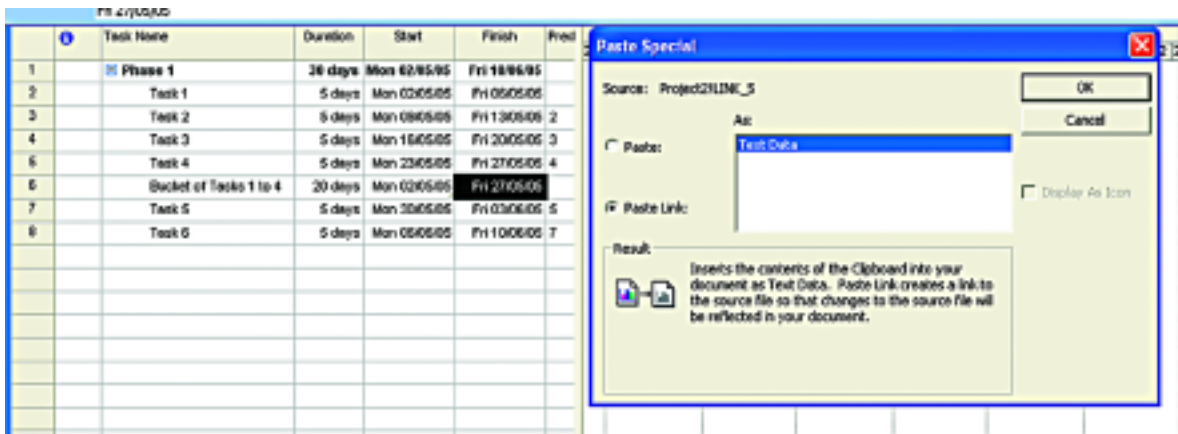 Fri 27/05/05
Task Name Duration Start Finish Pred
1 Phase 1 30 days Mon 02/05/05 Fri 10/06/05
2 Task 1 5 days Mon 02/05/05 Fri 06/05/05
3 Task 2 5 days Mon 09/05/05 Fri 13/05/05 2
4 Task 3 5 days Mon 16/05/05 Fri 20/05/05 3
5 Task 4 5 days Mon 23/05/05 Fri 27/05/05 4
6 Bucket of Tasks 1 to 4 20 days Mon 02/05/05 Fri 27/05/05
7 Task 5 5 days Mon 30/05/05 Fri 03/06/05 5
8 Task 6 5 days Mon 06/06/05 Fri 10/06/05 7
Paste Special
Source: Project2!LINK_5
As:
Paste:
Paste Link:
Text Data
OK
Cancel
Display As Icon
Result
Inserts the contents of the Clipboard into your
document as Text Data. Paste Link creates a link to
the source file so that changes to the source file will
be reflected in your document.